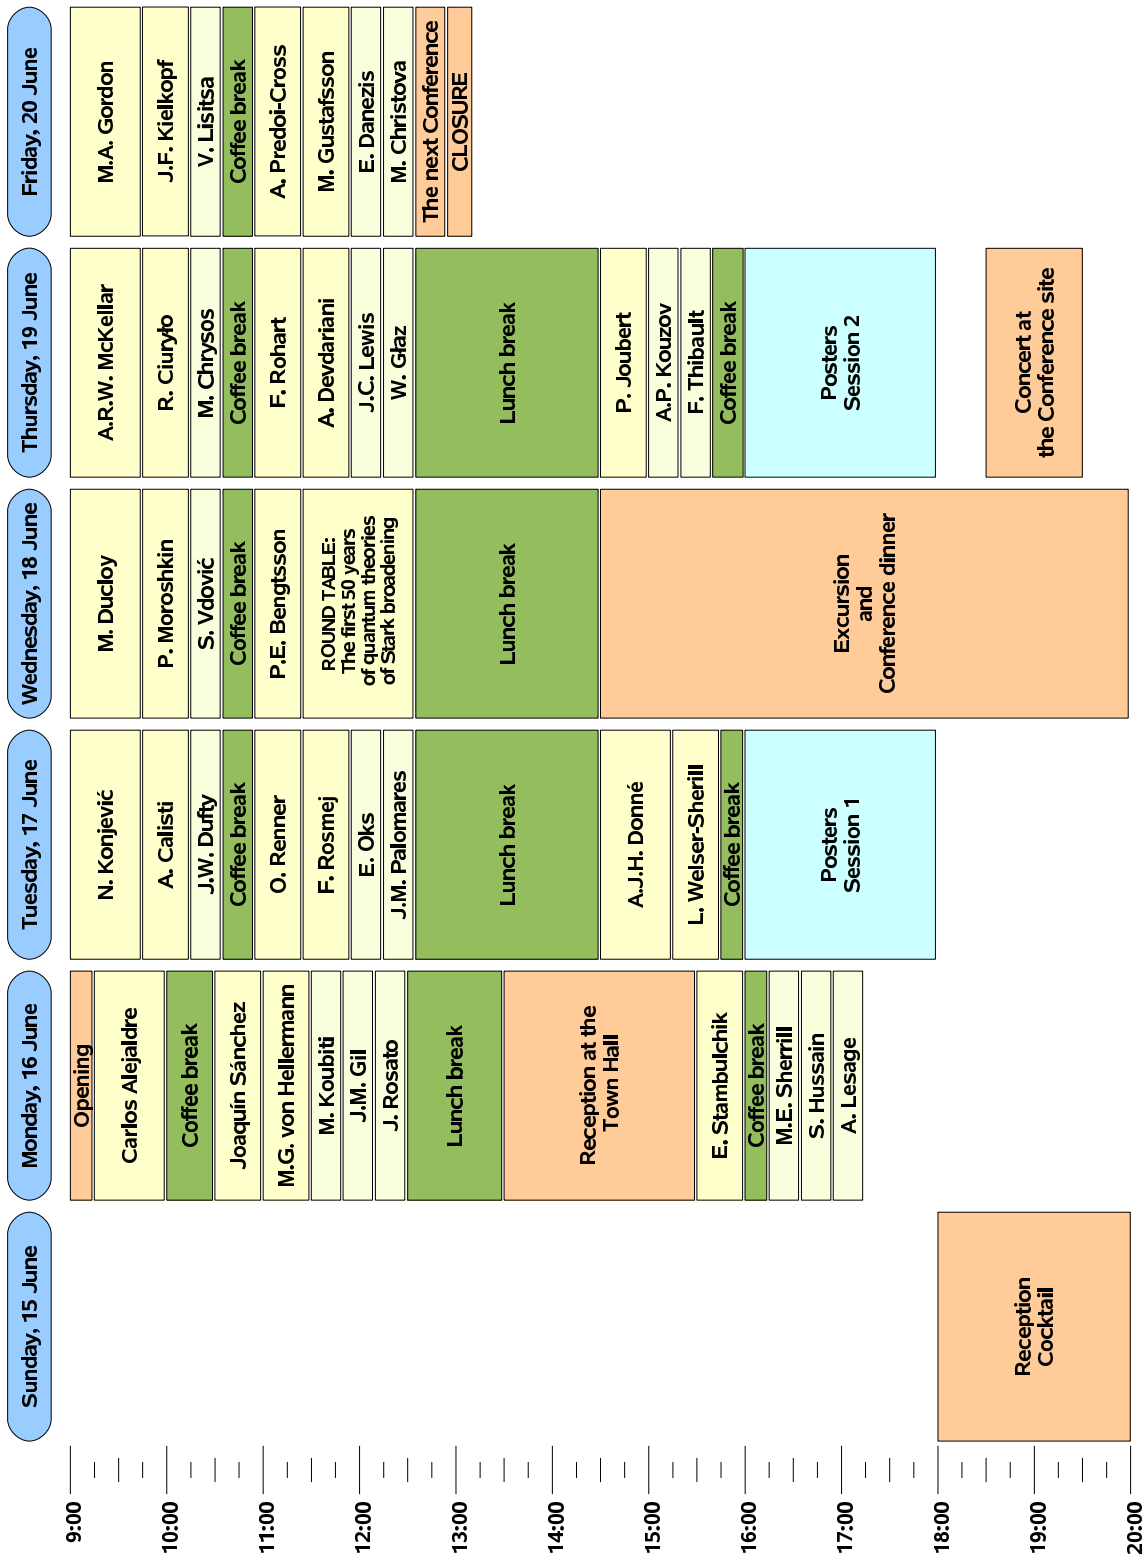 Sunday, 15 June
Reception
Cocktail
Monday, 16 June
Opening
Carlos Alejaldre
Coffee break
Joaquín Sánchez
M.G. von Hellermann
M. Koubiti
J.M. Gil
J. Rosato
Lunch break
Reception at the
Town Hall
E. Stambulchik
Coffee break
M.E. Sherrill
S. Hussain
A. Lesage
Tuesday, 17 June
N. Konjević
A. Calisti
J.W. Dufty
Coffee break
O. Renner
F. Rosmej
E. Oks
J.M. Palomares
Lunch break
A.J.H. Donné
L. Welser-Sherill
Coffee break
Posters
Session 1
Wednesday, 18 June
M. Ducloy
P. Moroshkin
S. Vdović
Coffee break
P.E. Bengtsson
ROUND TABLE:
The first 50 years
of quantum theories
of Stark broadening
Lunch break
Excursion
and
Conference dinner
Thursday, 19 June
A.R.W. McKellar
R. Ciuryło
M. Chrysos
Coffee break
F. Rohart
A. Devdariani
J.C. Lewis
W. Głaz
Lunch break
P. Joubert
A.P. Kouzov
F. Thibault
Coffee break
Posters
Session 2
Concert at
the Conference site
Friday, 20 June
M.A. Gordon
J.F. Kielkopf
V. Lisitsa
Coffee break
A. Predoi-Cross
M. Gustafsson
E. Danezis
M. Christova
The next Conference
CLOSURE
9:00
10:00
11:00
12:00
13:00
14:00
15:00
16:00
17:00
18:00
19:00
20:00